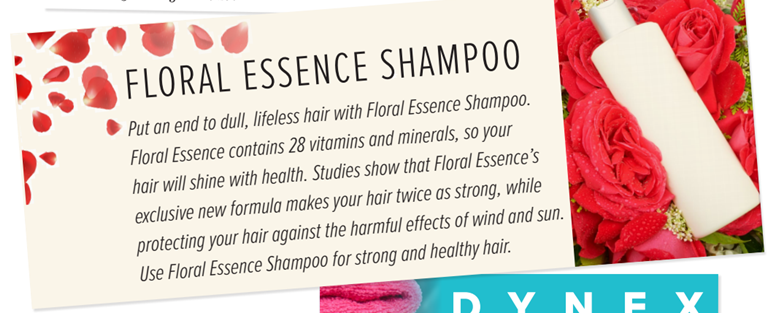 FLORAL ESSENCE SHAMPOO
Put an end to dull, lifeless hair with Floral Essence Shampoo.
Floral Essence contains 28 vitamins and minerals, so your
hair will shine with health. Studies show that Floral Essence's
exclusive new formula makes your hair twice as strong, while
protecting your hair against the harmful effects of wind and sun.
Use Floral Essence Shampoo for strong and healthy hair.
DYNEX